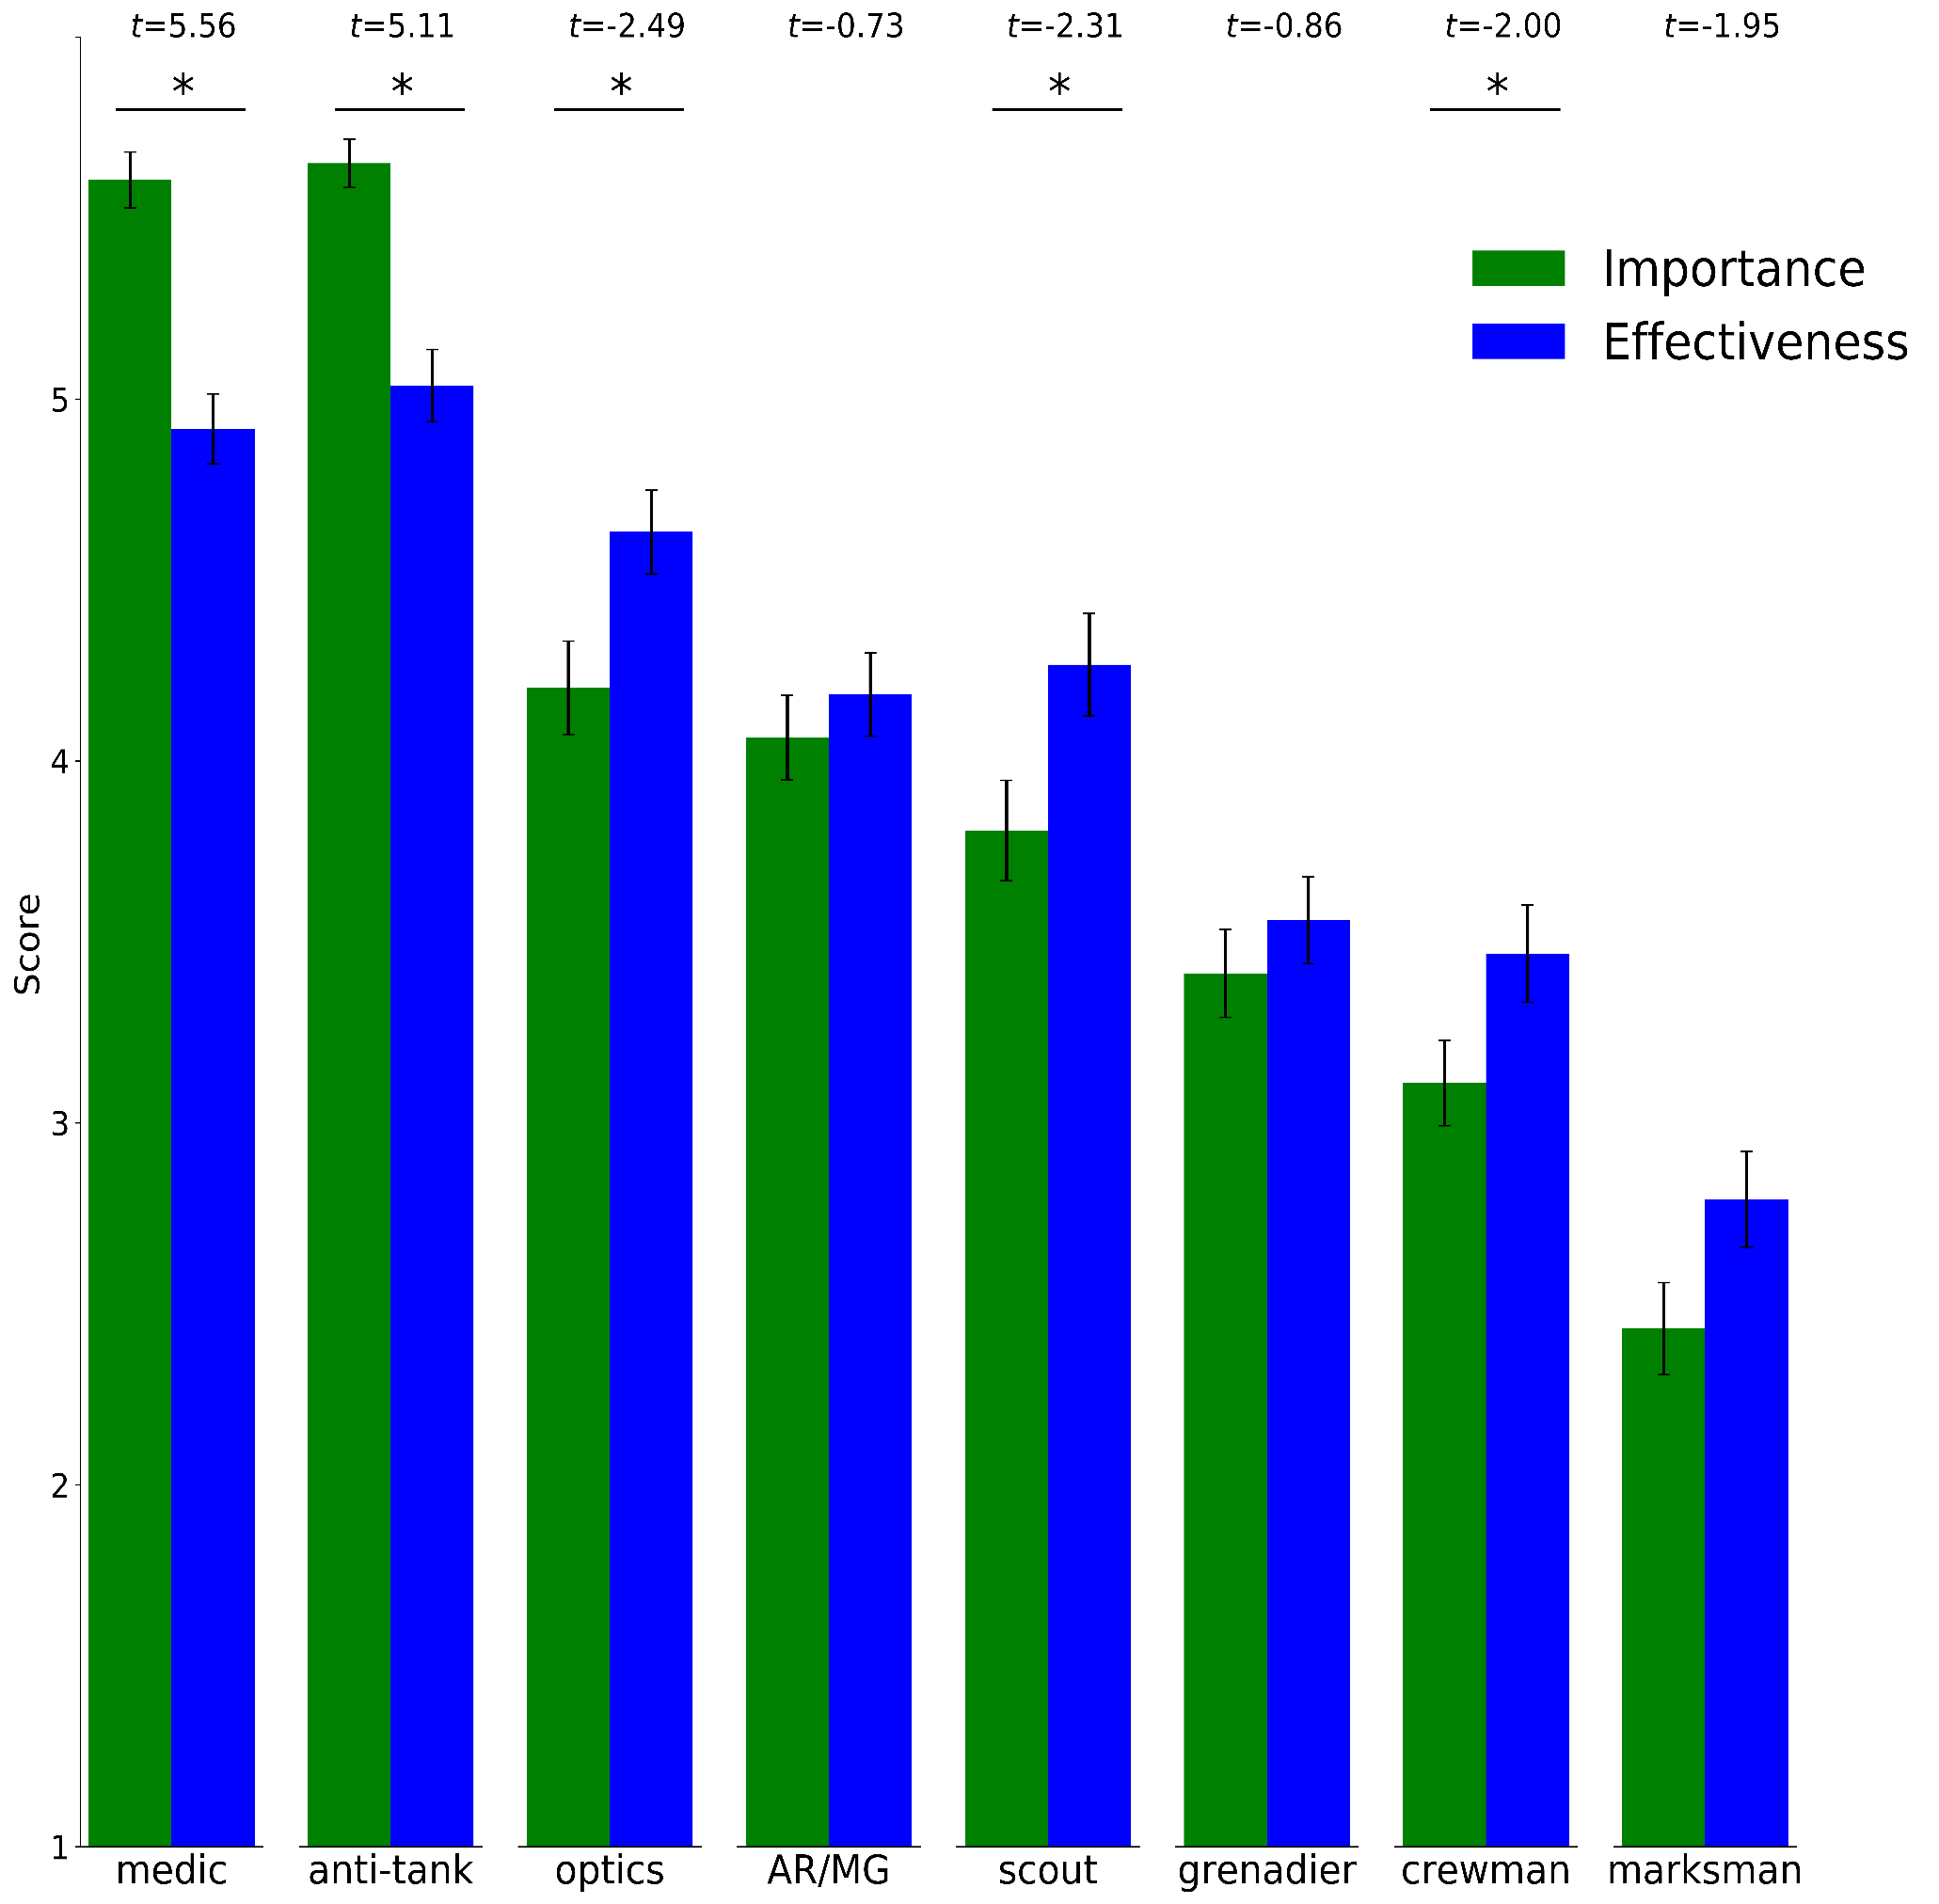 t=5.56 t=5.11 t=-2.49 t=-0.73 t=-2.31 t=-0.86 t=-2.00 t=-1.95
* * * * *
Importance
Effectiveness
5
4
3
2
1
Score
medic anti-tank optics AR/MG scout grenadier crewman marksman